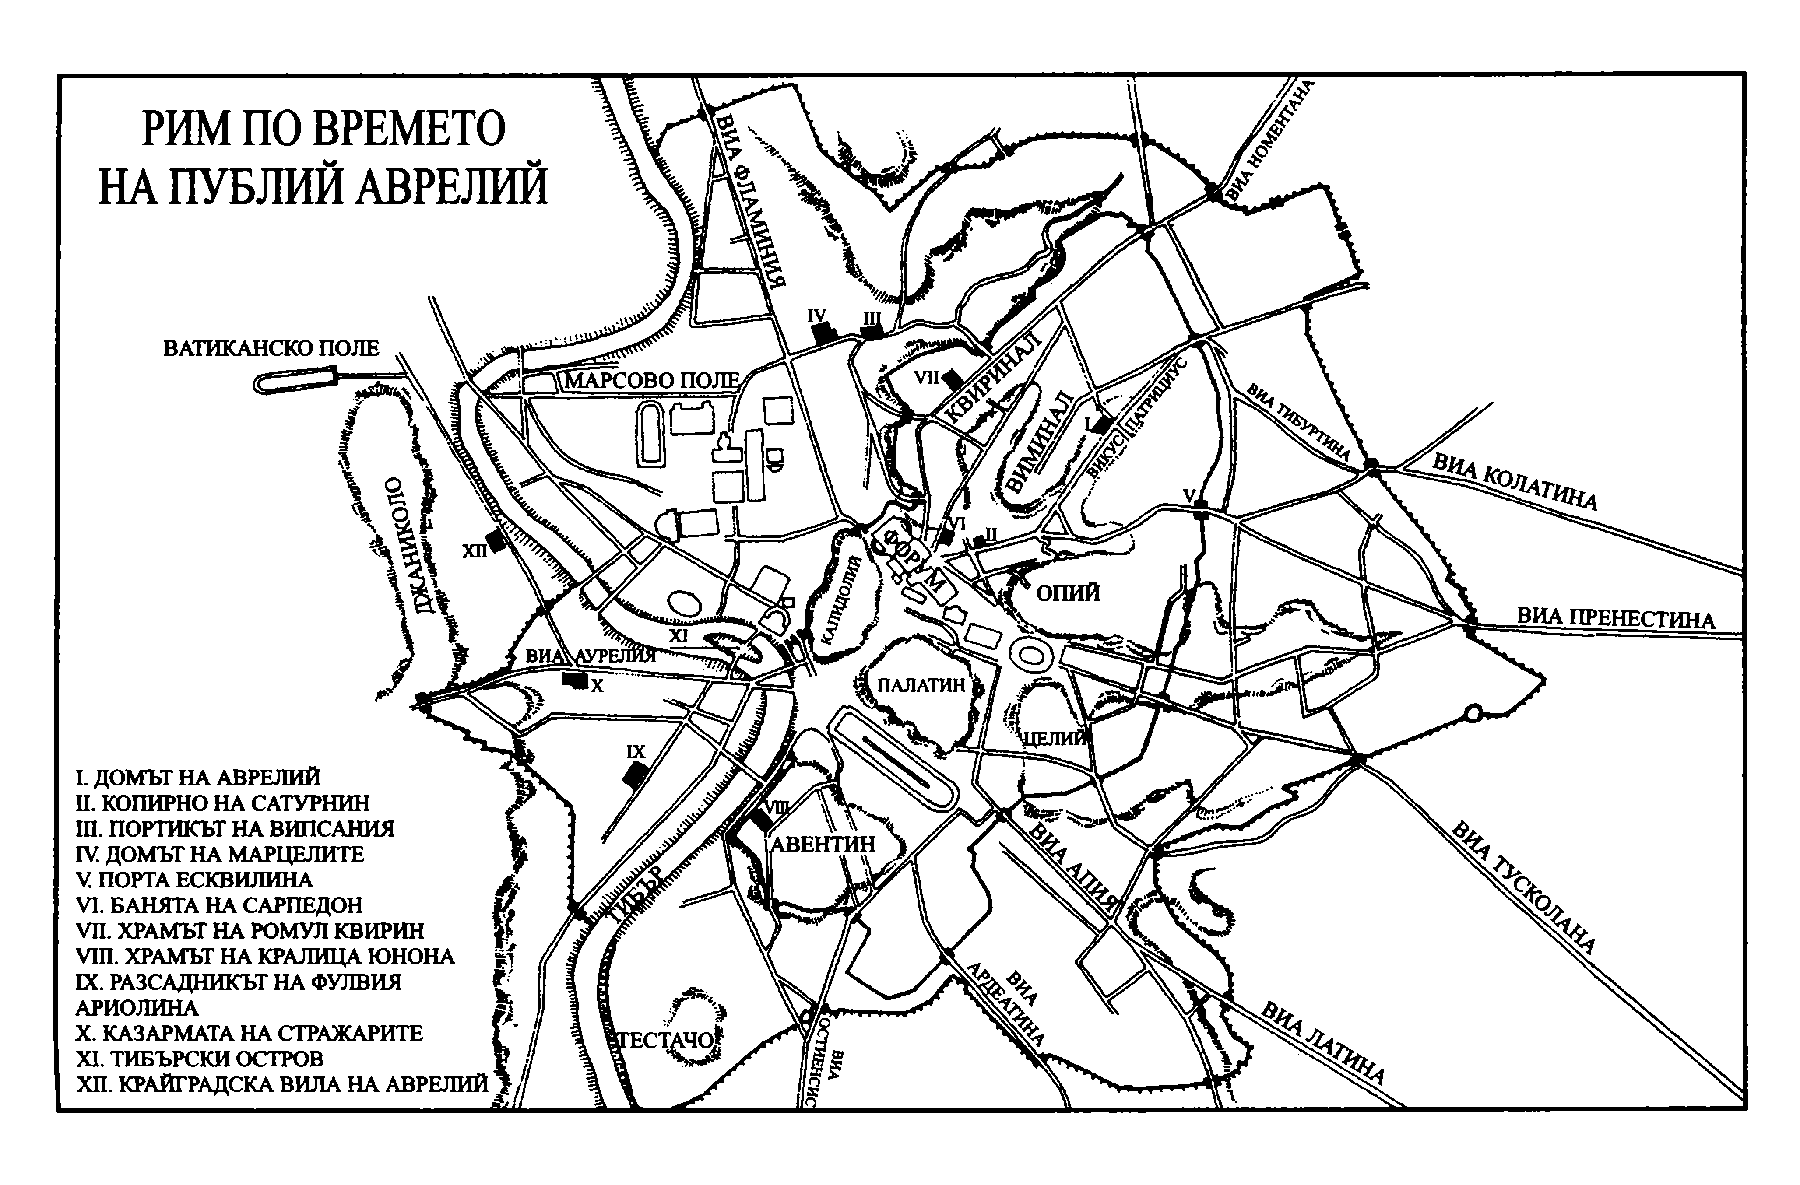 РИМ ПО ВРЕМЕТО
НА ПУБЛИЙ АВРЕЛИЙ
ВИА ФЛАМИНИЯ
ВИА НОМЕНТАНА
IV
III
ВАТИКАНСКО ПОЛЕ
МАРСОВО ПОЛЕ
VII
КВИРИНАЛ
ВИМИНАЛ
I
ВИКУС ПАТРИЦИУС
ВИА ТИБУРТИНА
ВИА КОЛАТИНА
ДЖАНИКОЛО
XII
V
VI
II
ФОРУМ
КАПИДОЛИЯ
ОПИЙ
ВИА ПРЕНЕСТИНА
XI
ВИА АУРЕЛИЯ
X
ПАЛАТИН
ЦЕЛИЙ
IX
VIII
АВЕНТИН
ТИБЪР
ВИА АПИЯ
ВИА ТУСКОЛАНА
ВИА
АРДЕАТИНА
ВИА ЛАТИНА
ТЕСТАЧО
ВИА
ОСТИЕНСИС
I. ДОМЪТ НА АВРЕЛИЙ
II. КОПИРНО НА САТУРНИН
III. ПОРТИКЪТ НА ВИПСАНИЯ
IV. ДОМЪТ НА МАРЦЕЛИТЕ
V. ПОРТА ЕСКВИЛИНА
VI. БАНЯТА НА САРПЕДОН
VII. ХРАМЪТ НА РОМУЛ КВИРИН
VIII. ХРАМЪТ НА КРАЛИЦА ЮНОНА
IX. РАЗСАДНИКЪТ НА ФУЛВИЯ
АРИОЛИНА
X. КАЗАРМАТА НА СТРАЖАРИТЕ
XI. ТИБЪРСКИ ОСТРОВ
XII. КРАЙГРАДСКА ВИЛА НА АВРЕЛИЙ